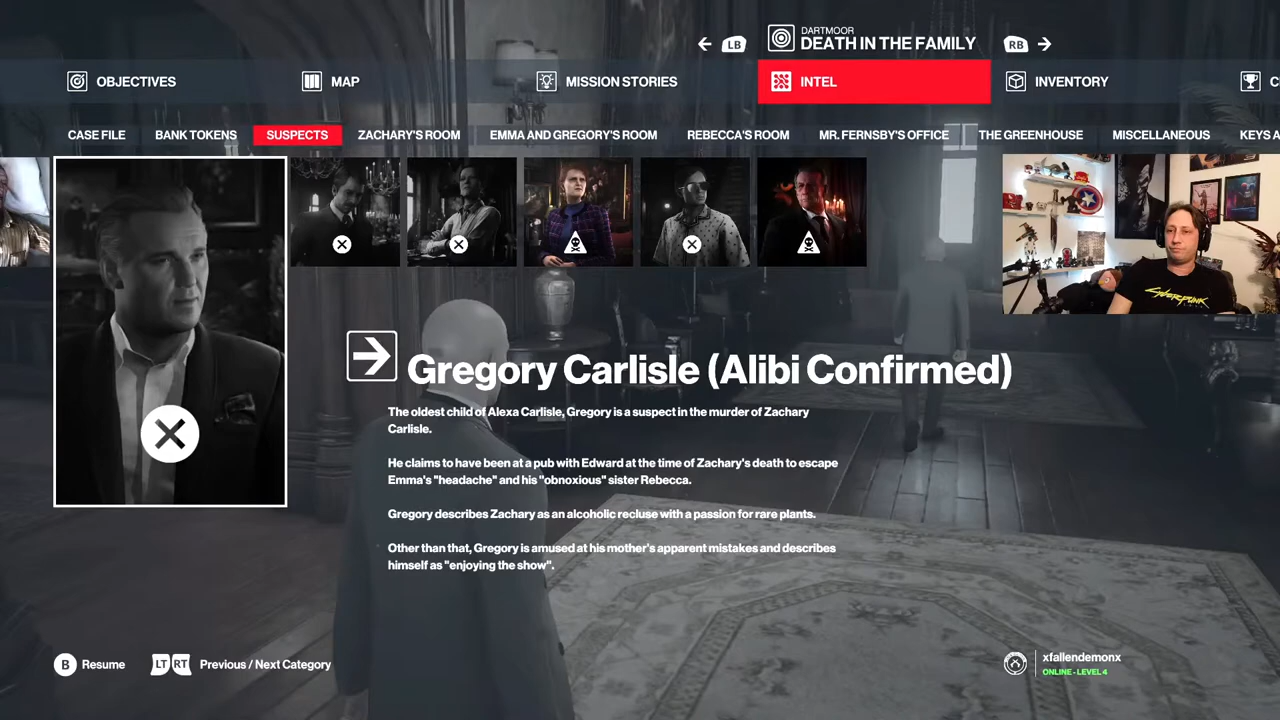 LB
DARTMOOR
DEATH IN THE FAMILY
RB
OBJECTIVES
MAP
MISSION STORIES
INTEL
INVENTORY
C
CASE FILE
BANK TOKENS
SUSPECTS
ZACHARY'S ROOM
EMMA AND GREGORY'S ROOM
REBECCA'S ROOM
MR. FERNSBY'S OFFICE
THE GREENHOUSE
MISCELLANEOUS
KEYS A
CYBERPUNK
Gregory Carlisle (Alibi Confirmed)
The oldest child of Alexa Carlisle, Gregory is a suspect in the murder of Zachary
Carlisle.
He claims to have been at a pub with Edward at the time of Zachary's death to escape
Emma's "headache" and his "obnoxious" sister Rebecca.
Gregory describes Zachary as an alcoholic recluse with a passion for rare plants.
Other than that, Gregory is amused at his mother's apparent mistakes and describes
himself as "enjoying the show".
B Resume
LT RT Previous / Next Category
xfallendemonx
ONLINE - LEVEL 4